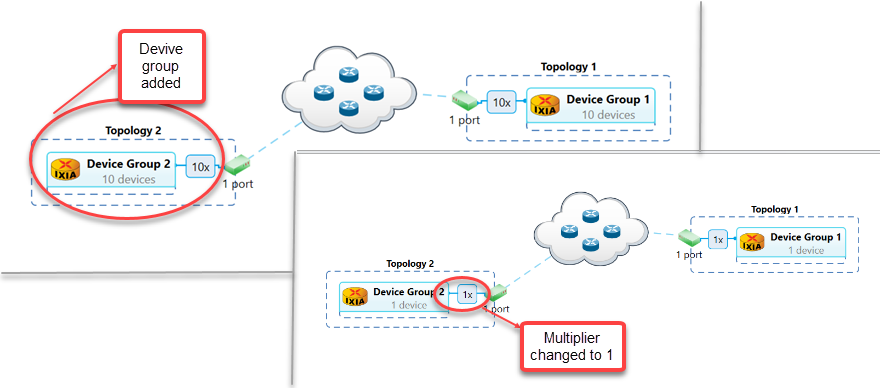 Devive
group
added
Topology 1
10x
IXIA
Device Group 1
10 devices
1 port
Topology 2
IXIA
Device Group 2
10 devices
10x
1 port
Topology 1
1x
IXIA
Device Group 1
1 device
1 port
Topology 2
IXIA
Device Group 2
1 device
1x
1 port
Multiplier
changed to 1